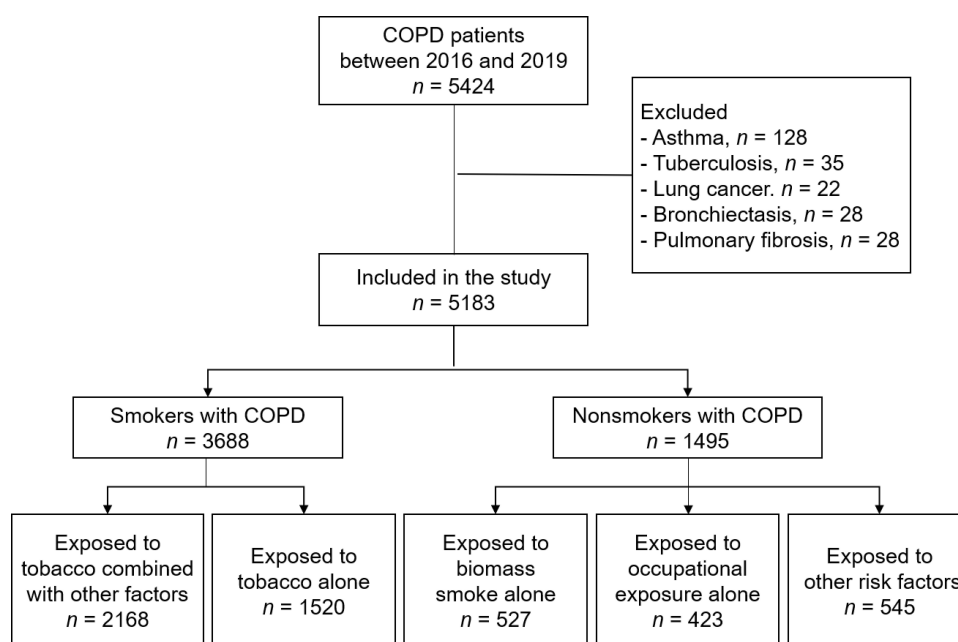 COPD patients
between 2016 and 2019
n = 5424
Excluded
- Asthma, n = 128
- Tuberculosis, n = 35
- Lung cancer. n = 22
- Bronchiectasis, n = 28
- Pulmonary fibrosis, n = 28
Included in the study
n = 5183
Smokers with COPD
n = 3688
Nonsmokers with COPD
n = 1495
Exposed to
tobacco combined
with other factors
n = 2168
Exposed to
tobacco alone
n = 1520
Exposed to
biomass
smoke alone
n = 527
Exposed to
occupational
exposure alone
n = 423
Exposed to
other risk factors
n = 545